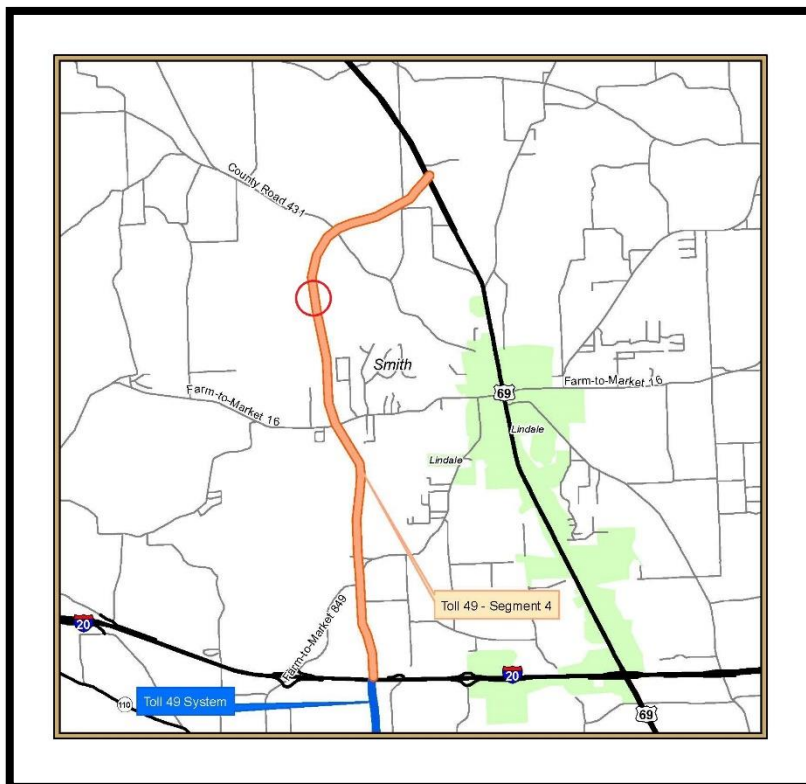 County Road 431
Smith
Farm-to-Market 16
69
Farm-to-Market 16
Lindale
Lindale
Toll 49 - Segment 4
Farm-to-Market 849
20
20
110
Toll 49 System
69